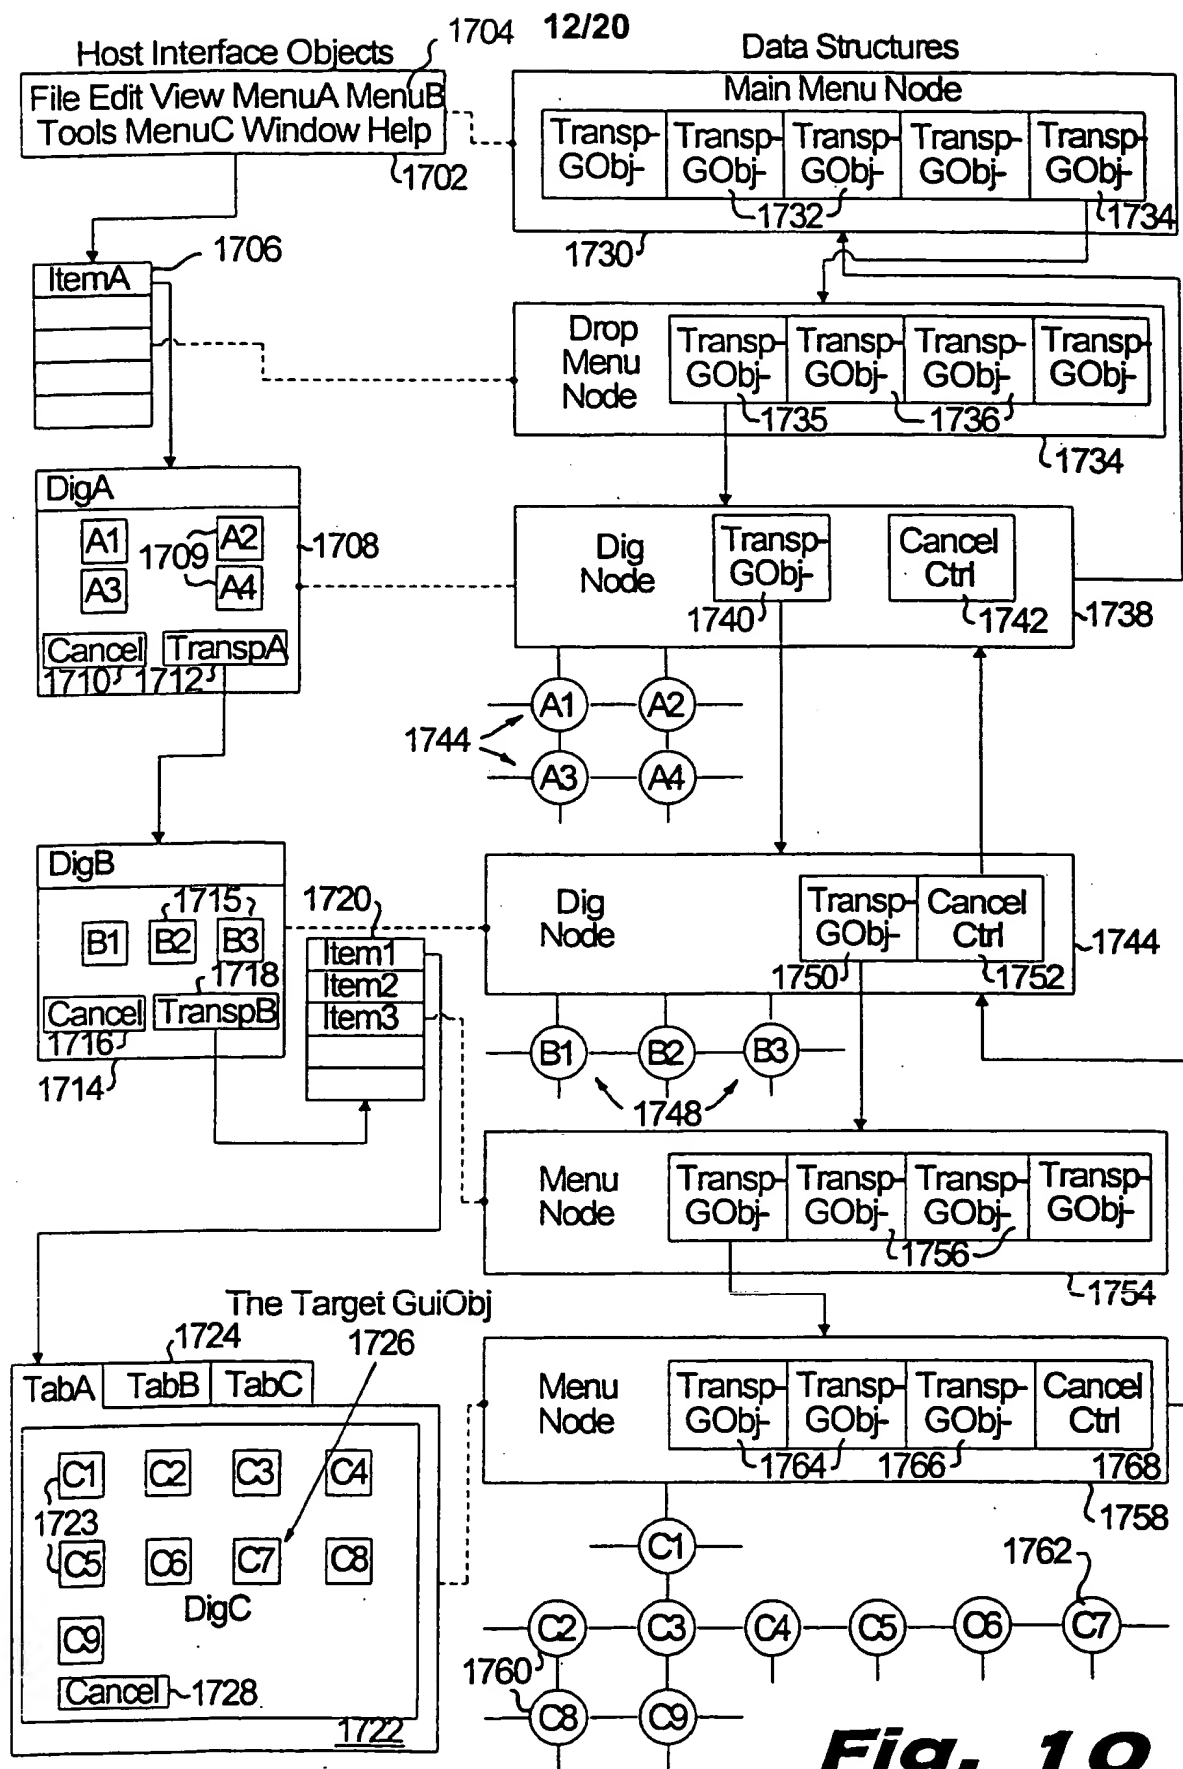 12/20
Host Interface Objects
1704
File Edit View MenuA MenuB
Tools MenuC Window Help
1702
1706
ItemA
DigA
A1
A2
1709
A3
A4
1708
Cancel
TranspA
1710
1712
DigB
1715
B1
B2
B3
1718
Cancel
TranspB
1716
1714
1720
Item1
Item2
Item3
The Target GuiObj
1724
1726
TabA
TabB
TabC
C1
C2
C3
C4
1723
C5
C6
C7
C8
DigC
C9
Cancel
1728
1722
Data Structures
Main Menu Node
Transp-
GObj-
Transp-
GObj-
Transp-
GObj-
Transp-
GObj-
Transp-
GObj-
1732
1734
1730
Drop
Menu
Node
Transp-
GObj-
Transp-
GObj-
Transp-
GObj-
Transp-
GObj-
1735
1736
1734
Dig
Node
Transp-
GObj-
Cancel
Ctrl
1740
1742
1738
A1
A2
1744
A3
A4
Dig
Node
Transp-
GObj-
Cancel
Ctrl
1744
1750
1752
B1
B2
B3
1748
Menu
Node
Transp-
GObj-
Transp-
GObj-
Transp-
GObj-
Transp-
GObj-
1756
1754
Menu
Node
Transp-
GObj-
Transp-
GObj-
Transp-
GObj-
Cancel
Ctrl
1764
1766
1768
1758
C1
1762
C2
C3
C4
C5
C6
C7
1760
C8
C9
Fig. 10